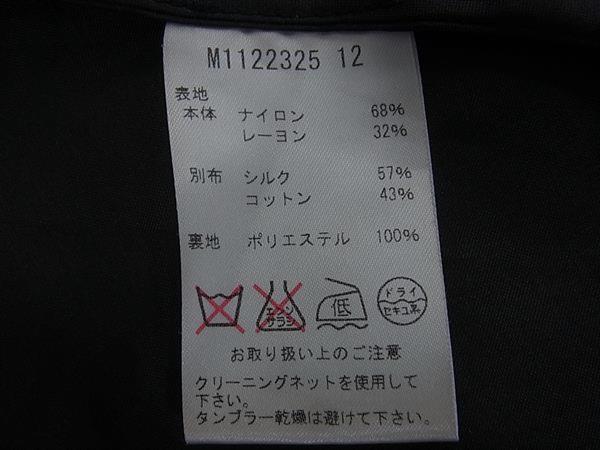 M1122325 12
表地
本体 ナイロン 68%
レーヨン 32%
別布 シルク 57%
コットン 43%
裏地 ポリエステル 100%
エンソ サラシ
低
ドライ
セキユ系
お取り扱い上のご注意
クリーニングネットを使用して
下さい。
タンブラー乾燥は避けて下さい。